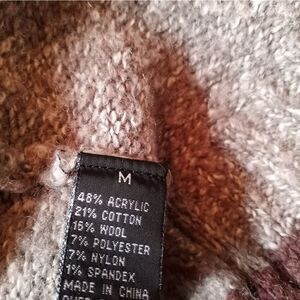 M
48% ACRYLIC
21% COTTON
16% WOOL
7% POLYESTER
7% NYLON
1% SPANDEX
MADE IN CHINA